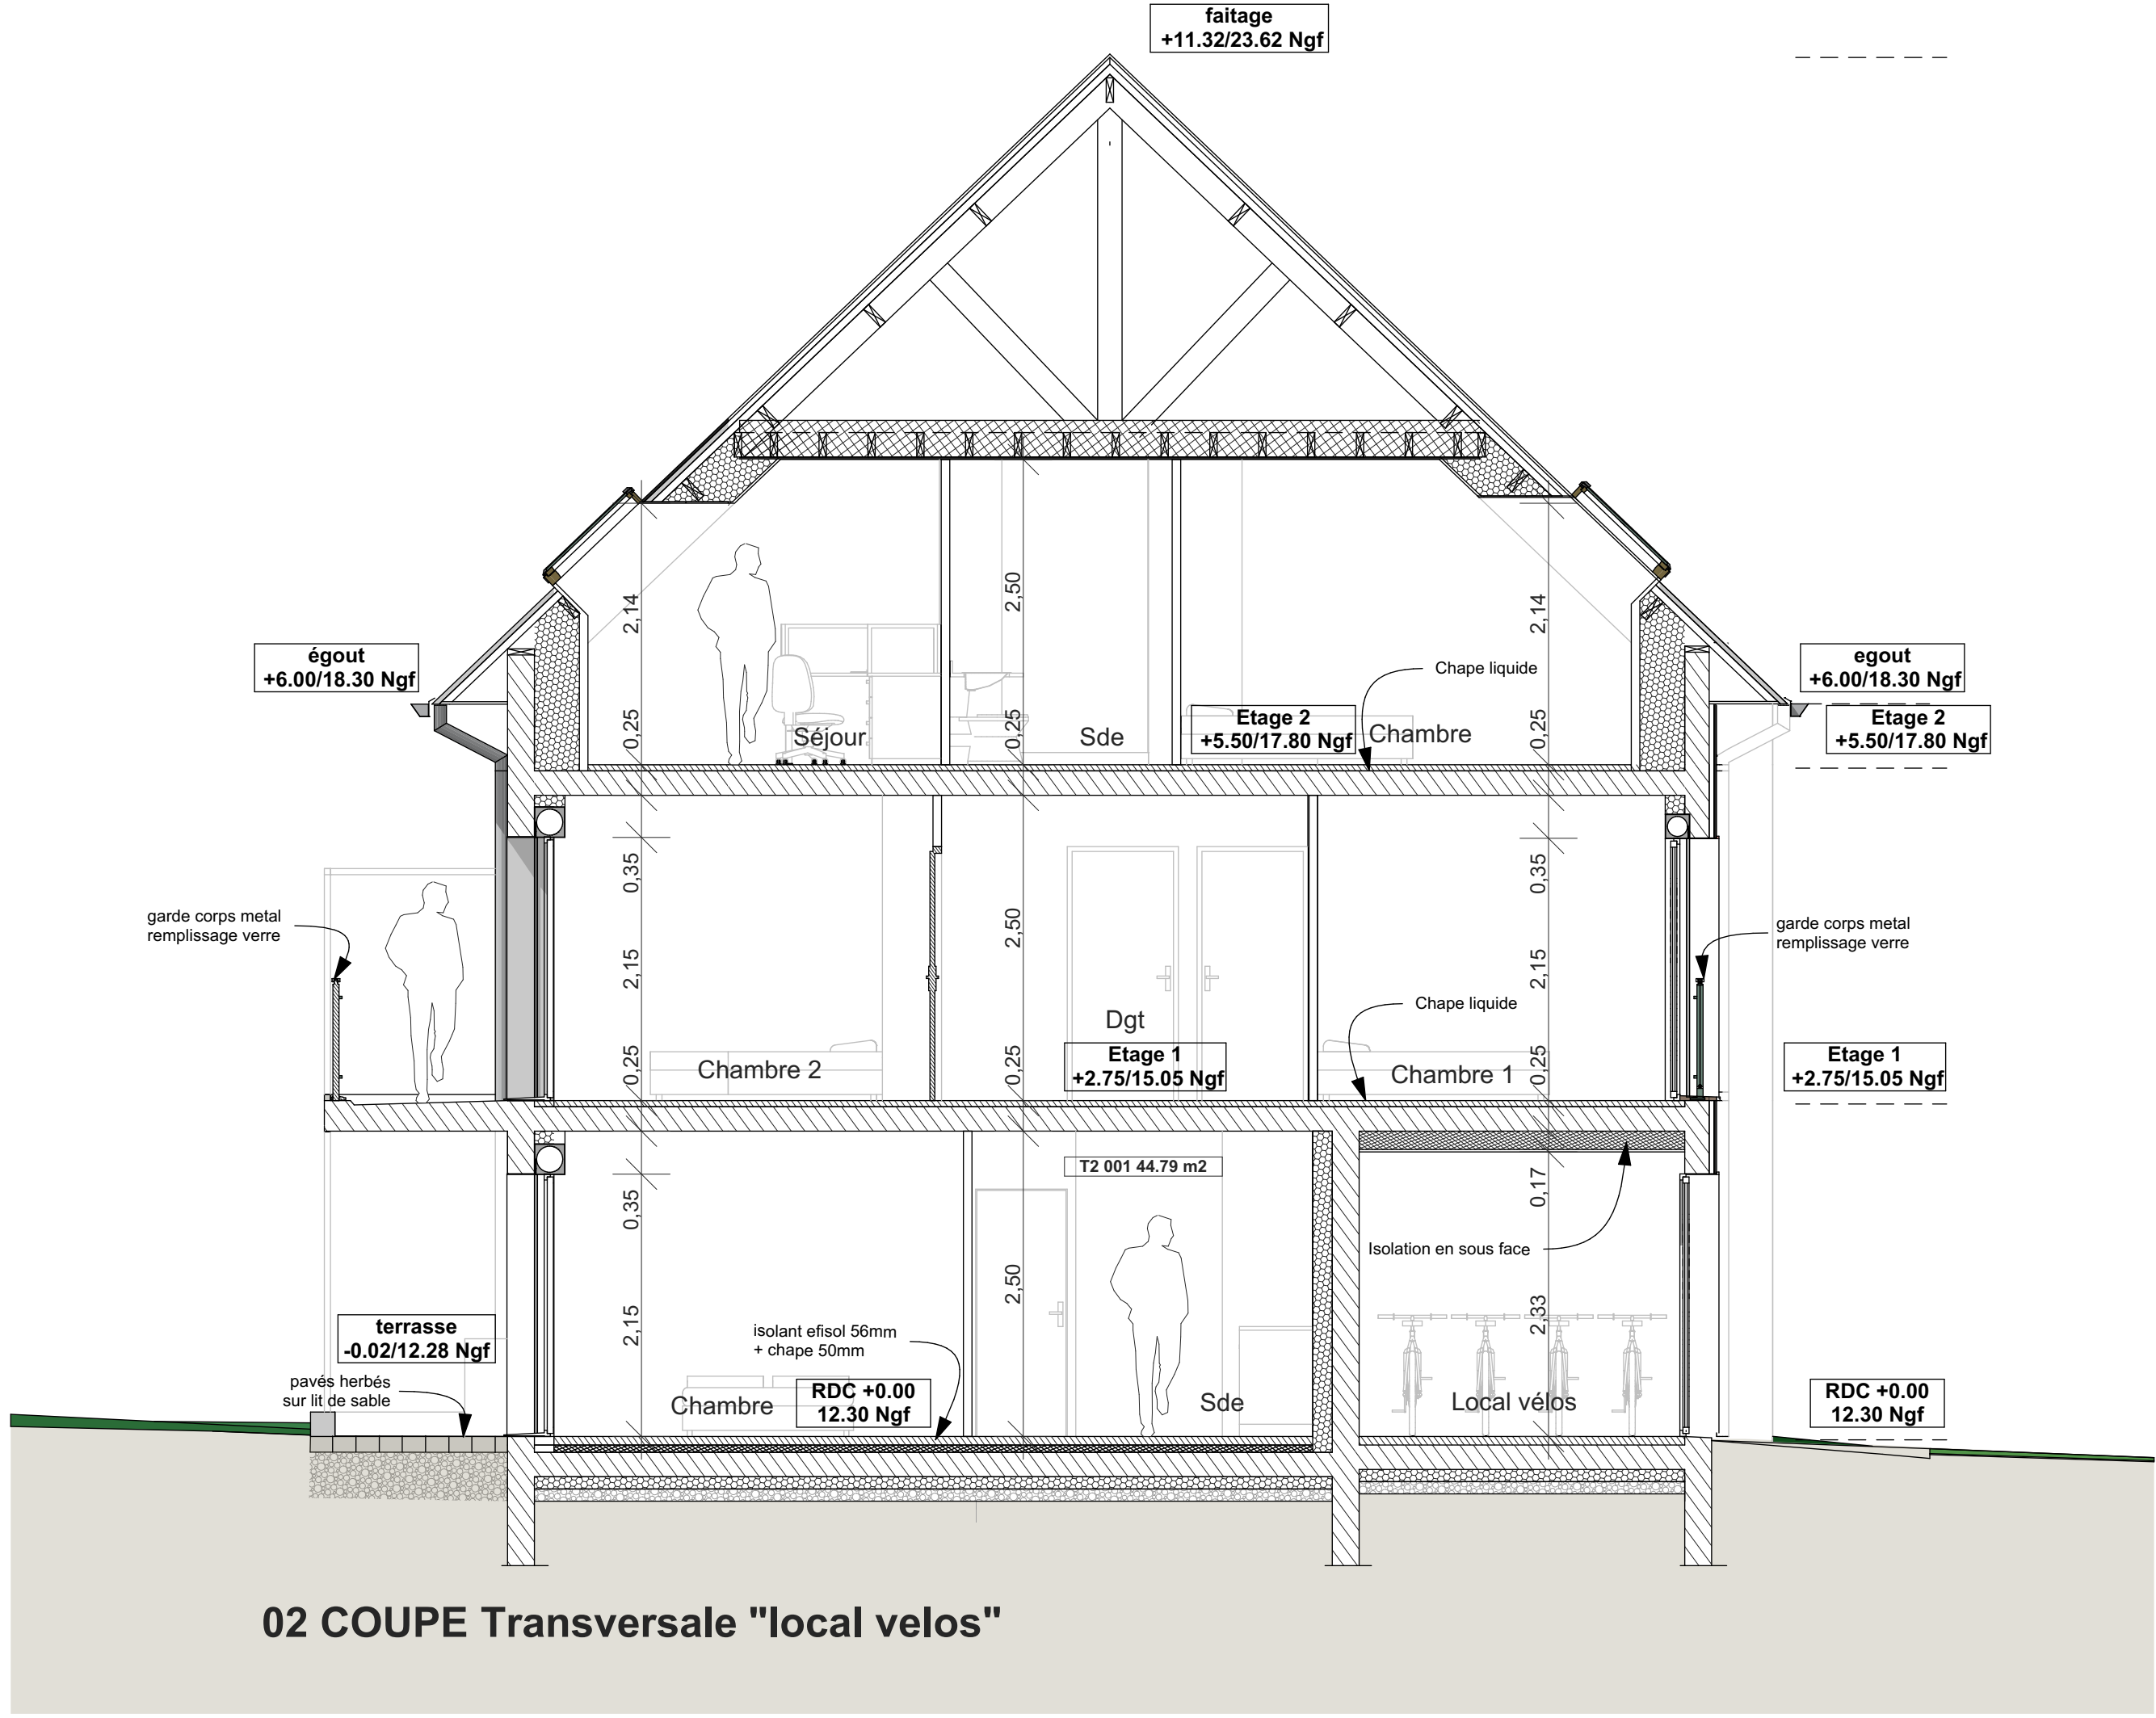 faitage
+11.32/23.62 Ngf
2,14
2,50
2,14
égout
+6.00/18.30 Ngf
egout
+6.00/18.30 Ngf
Chape liquide
0,25
Séjour
0,25
Sde
Etage 2
+5.50/17.80 Ngf
Chambre
0,25
Etage 2
+5.50/17.80 Ngf
0,35
0,35
garde corps metal
remplissage verre
2,50
garde corps metal
remplissage verre
2,15
2,15
Chape liquide
Dgt
0,25
Chambre 2
0,25
Etage 1
+2.75/15.05 Ngf
Chambre 1
0,25
Etage 1
+2.75/15.05 Ngf
T2 001 44.79 m2
0,35
0,17
Isolation en sous face
2,50
2,15
2,33
terrasse
-0.02/12.28 Ngf
isolant efisol 56mm
+ chape 50mm
pavés herbés
sur lit de sable
Chambre
RDC +0.00
12.30 Ngf
Sde
Local vélos
RDC +0.00
12.30 Ngf
02 COUPE Transversale "local velos"